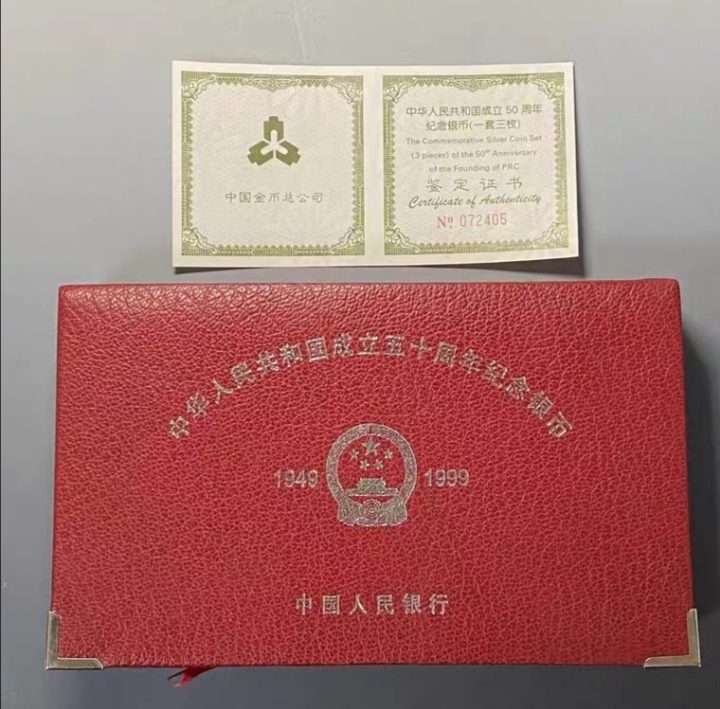 中国金币总公司
中华人民共和国成立 50 周年
纪念银币(一套三枚)
The Commemorative Silver Coin Set
(3 pieces) of the 50th Anniversary
of the Founding of PRC
鉴定证书
Certificate of Authenticity
No 072405
中华人民共和国成立五十周年纪念银币
1949 1999
中国人民银行